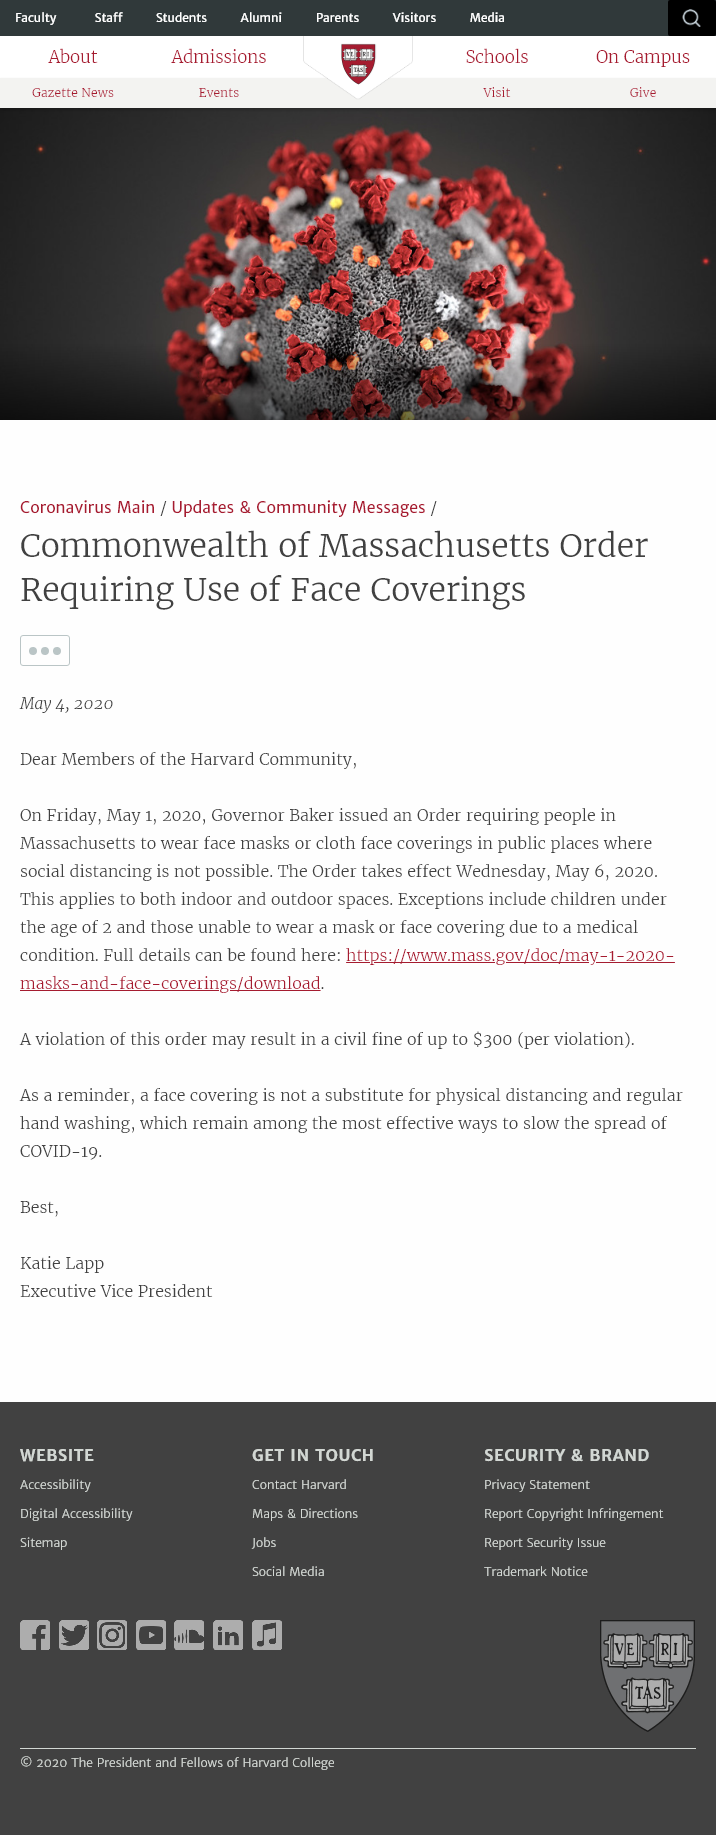 Faculty Staff Students Alumni Parents Visitors Media
About Admissions Schools On Campus
VE RI
TAS
Gazette News Events Visit Give
Coronavirus Main / Updates & Community Messages /
Commonwealth of Massachusetts Order
Requiring Use of Face Coverings
May 4, 2020
Dear Members of the Harvard Community,
On Friday, May 1, 2020, Governor Baker issued an Order requiring people in
Massachusetts to wear face masks or cloth face coverings in public places where
social distancing is not possible. The Order takes effect Wednesday, May 6, 2020.
This applies to both indoor and outdoor spaces. Exceptions include children under
the age of 2 and those unable to wear a mask or face covering due to a medical
condition. Full details can be found here: https://www.mass.gov/doc/may-1-2020-
masks-and-face-coverings/download.
A violation of this order may result in a civil fine of up to $300 (per violation).
As a reminder, a face covering is not a substitute for physical distancing and regular
hand washing, which remain among the most effective ways to slow the spread of
COVID-19.
Best,
Katie Lapp
Executive Vice President
WEBSITE GET IN TOUCH SECURITY & BRAND
Accessibility Contact Harvard Privacy Statement
Digital Accessibility Maps & Directions Report Copyright Infringement
Sitemap Jobs Report Security Issue
Social Media Trademark Notice
VE RI
TAS
© 2020 The President and Fellows of Harvard College